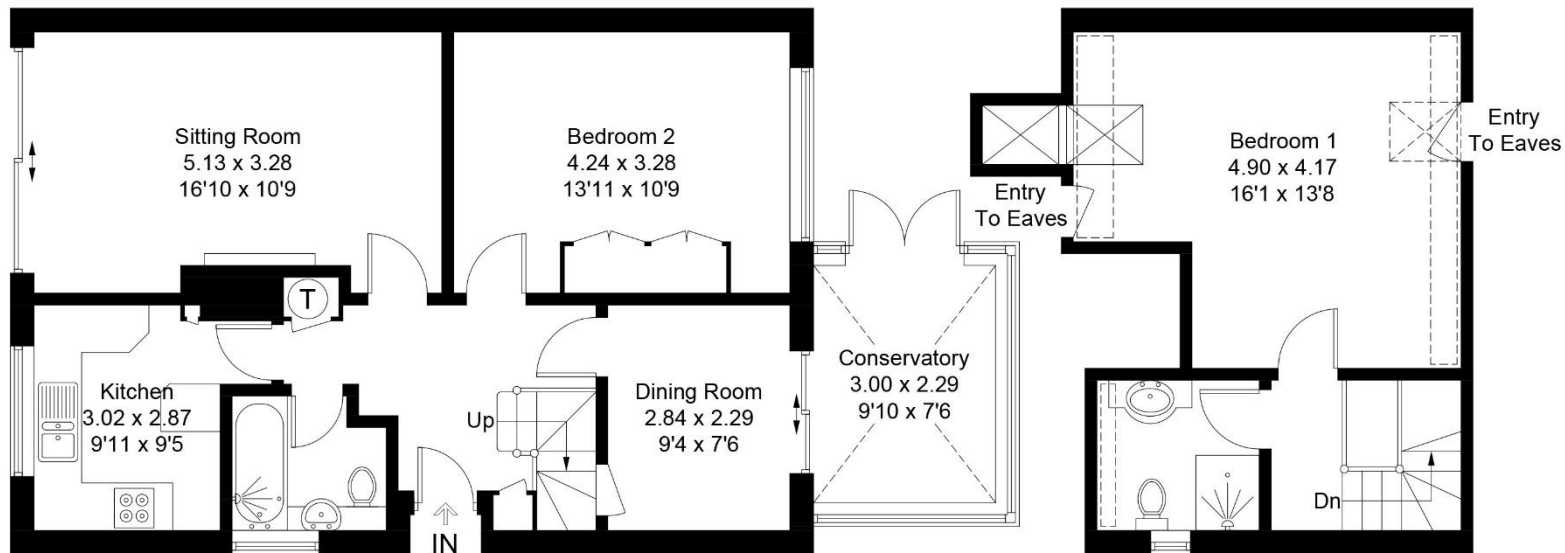 Sitting Room
5.13 x 3.28
16'10 x 10'9
Bedroom 2
4.24 x 3.28
13'11 x 10'9
T
Kitchen
3.02 x 2.87
9'11 x 9'5
Up
Dining Room
2.84 x 2.29
9'4 x 7'6
IN
Conservatory
3.00 x 2.29
9'10 x 7'6
Entry
To Eaves
Bedroom 1
4.90 x 4.17
16'1 x 13'8
Entry
To Eaves
Dn